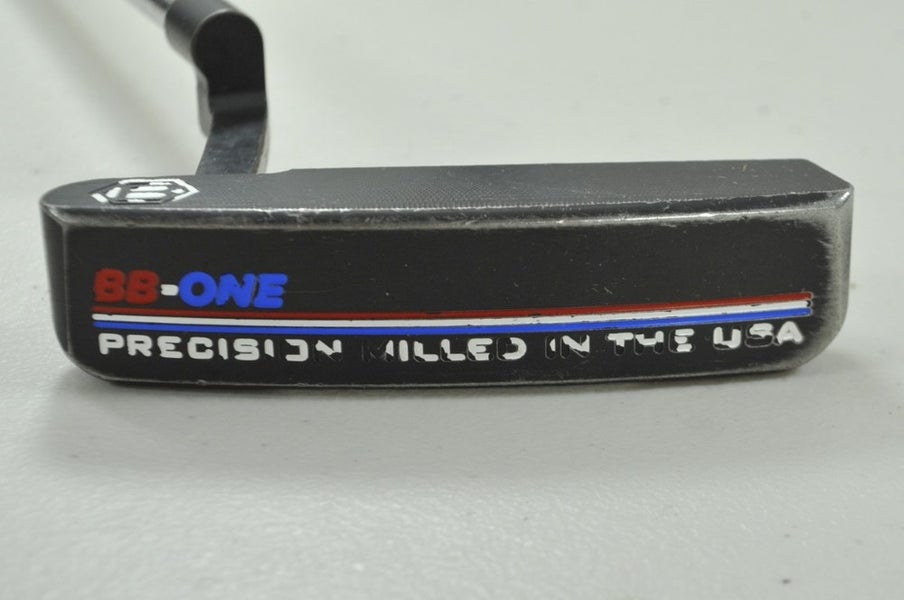 BB-ONE
PRECISION MILLED IN THE USA